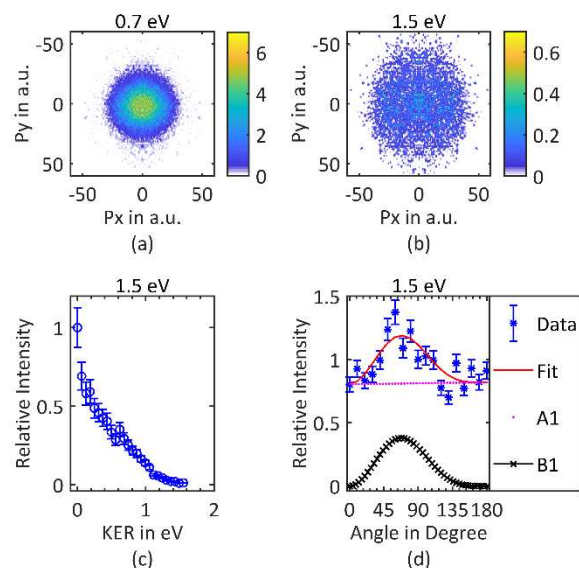 0.7 eV
-50
0
50
Py in a.u.
-50 0 50
Px in a.u.
6
4
2
0
(a)
1.5 eV
-50
0
50
Py in a.u.
-50 0 50
Px in a.u.
0.6
0.4
0.2
0
(b)
1.5 eV
1
0.5
0
Relative Intensity
0 1 2
KER in eV
(c)
1.5 eV
1.5
1
0.5
0
Relative Intensity
0 45 90 135 180
Angle in Degree
(d)
Data
Fit
A1
B1